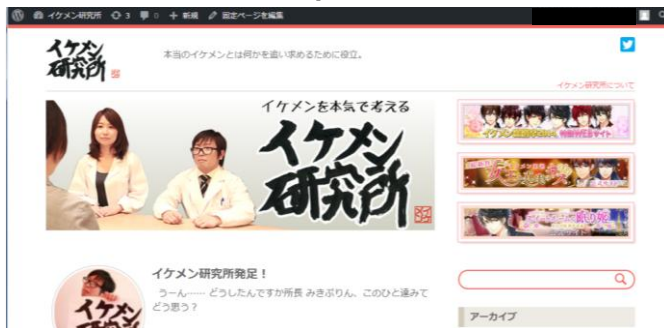 イケメン研究所 3 0 + 新規 固定ページを編集
イケメン
研究所
本当のイケメンとは何かを追い求めるために役立。
イケメン研究所について
イケメンを本気で考える
イケメン
研究所
イケメン研究所発足！
うーん…… どうしたんですか所長 みきぷりん、このひと達みて
どう思う？
イケメン
アーカイブ